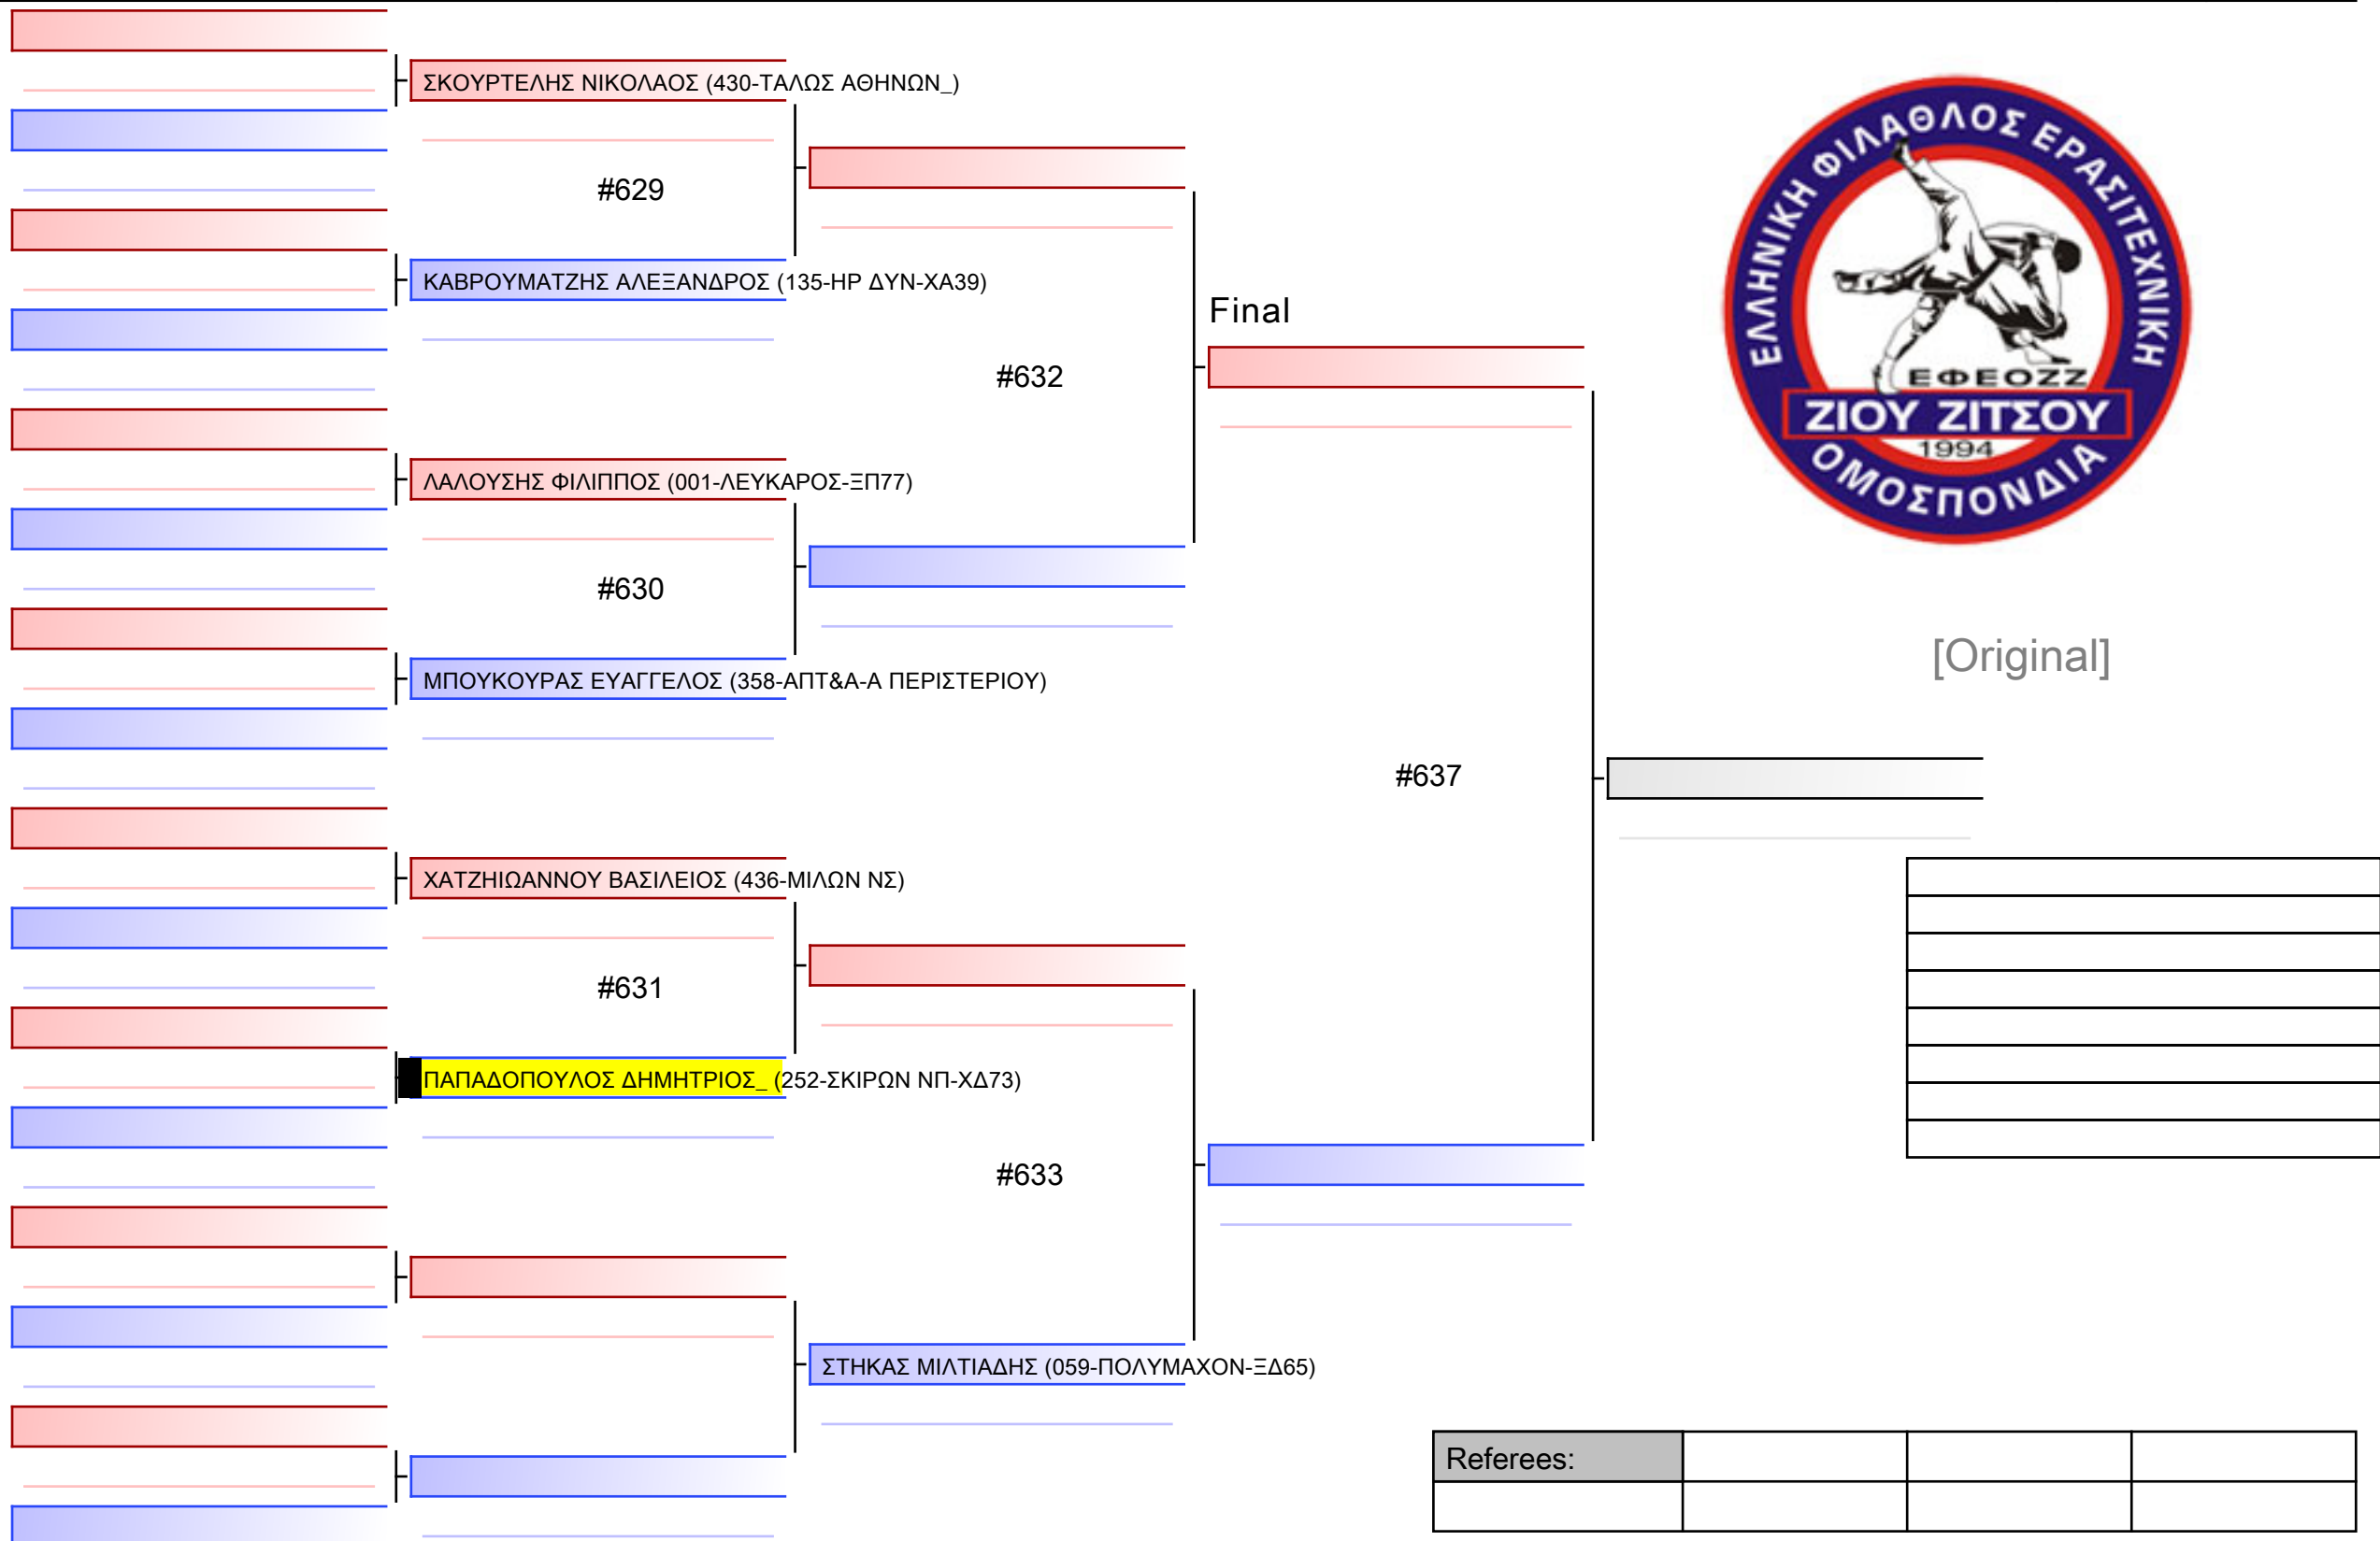 ΣΚΟΥΡΤΕΛΗΣ ΝΙΚΟΛΑΟΣ (430-ΤΑΛΩΣ ΑΘΗΝΩΝ_)
#629
ΚΑΒΡΟΥΜΑΤΖΗΣ ΑΛΕΞΑΝΔΡΟΣ (135-ΗΡ ΔΥΝ-ΧΑ39)
Final
#632
ΛΑΛΟΥΣΗΣ ΦΙΛΙΠΠΟΣ (001-ΛΕΥΚΑΡΟΣ-ΞΠ77)
#630
ΜΠΟΥΚΟΥΡΑΣ ΕΥΑΓΓΕΛΟΣ (358-ΑΠΤ&Α-Α ΠΕΡΙΣΤΕΡΙΟΥ)
#637
ΧΑΤΖΗΙΩΑΝΝΟΥ ΒΑΣΙΛΕΙΟΣ (436-ΜΙΛΩΝ ΝΣ)
#631
ΠΑΠΑΔΟΠΟΥΛΟΣ ΔΗΜΗΤΡΙΟΣ_ (252-ΣΚΙΡΩΝ ΝΠ-ΧΔ73)
#633
ΣΤΗΚΑΣ ΜΙΛΤΙΑΔΗΣ (059-ΠΟΛΥΜΑΧΟΝ-ΞΔ65)
ΕΛΛΗΝΙΚΗ ΦΙΛΑΘΛΟΣ ΕΡΑΣΙΤΕΧΝΙΚΗ
ΕΦΕΟΖΖ
ΖΙΟΥ ΖΙΤΣΟΥ
1994
ΟΜΟΣΠΟΝΔΙΑ
[Original]
Referees: